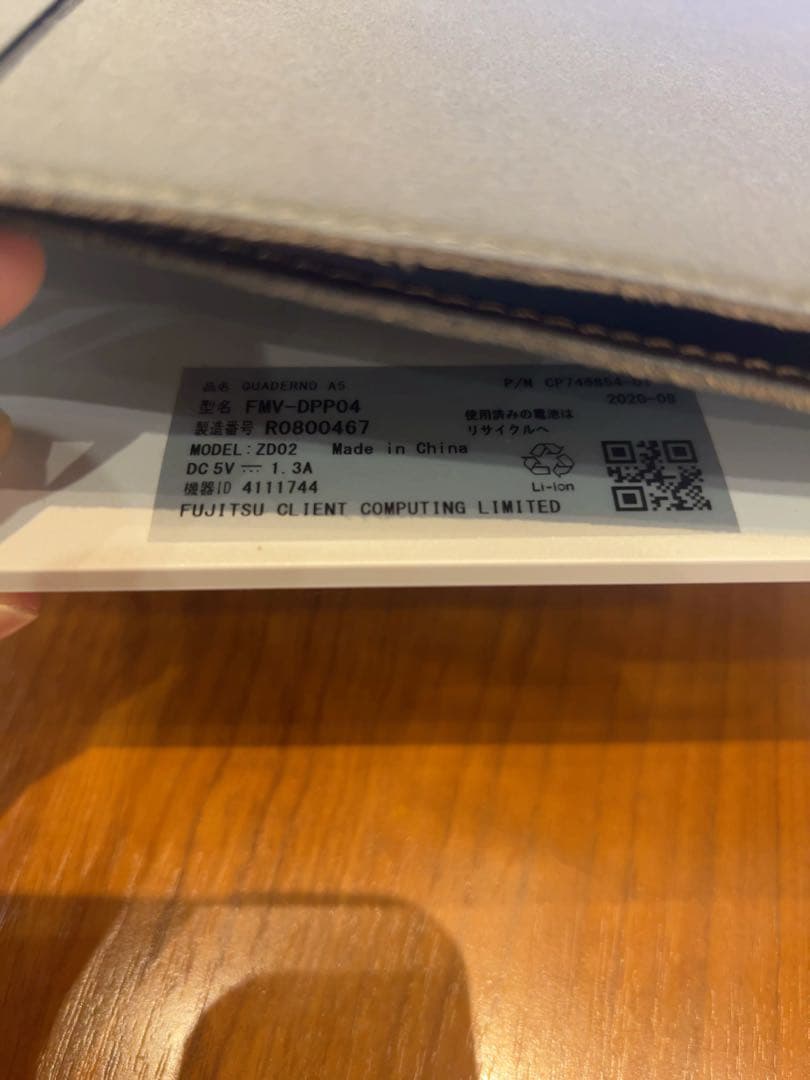 品名 QUADERNO A5
P/N
型名 FMV-DPP04
2020-09
製造番号 R0800467
使用済みの電池は
リサイクルへ
MODEL:ZD02 Made in China
DC 5V ⎓ 1.3A
機器ID 4111744
Li-ion
FUJITSU CLIENT COMPUTING LIMITED